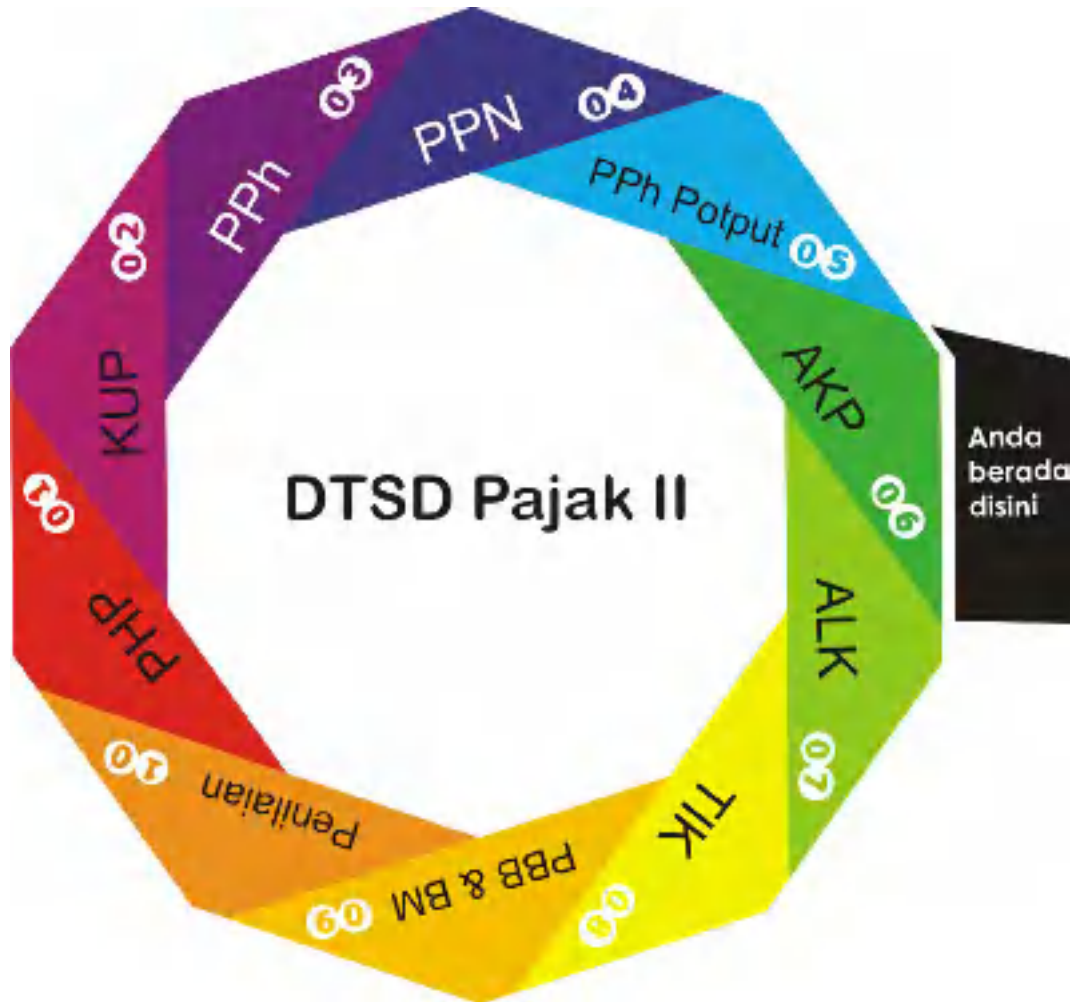 DTSD Pajak II
01
PHP
02
KUP
03
PPh
04
PPN
05
PPh Potput
06
AKP
07
ALK
08
TIK
09
PBB & BM
10
Penilaian
Anda
berada
disini